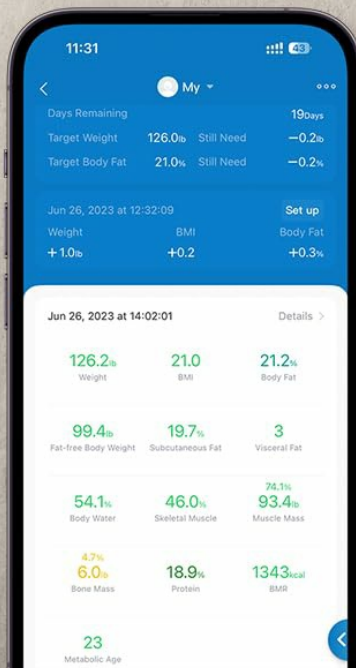 11:31 43
My
Days Remaining 19Days
Target Weight 126.0lb Still Need −0.2lb
Target Body Fat 21.0% Still Need −0.2%
Jun 26, 2023 at 12:32:09 Set up
Weight BMI Body Fat
+1.0lb +0.2 +0.3%
Jun 26, 2023 at 14:02:01 Details >
126.2lb 21.0 21.2%
Weight BMI Body Fat
99.4lb 19.7% 3
Fat-free Body Weight Subcutaneous Fat Visceral Fat
74.1%
54.1% 46.0% 93.4lb
Body Water Skeletal Muscle Muscle Mass
4.7%
6.0lb 18.9% 1343kcal
Bone Mass Protein BMR
23
Metabolic Age